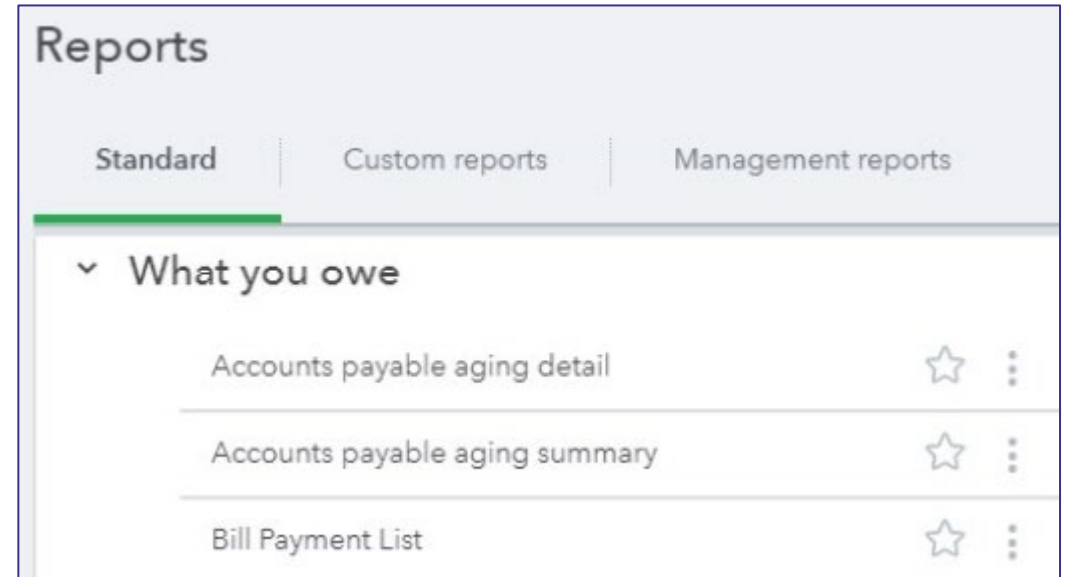 Reports
Standard Custom reports Management reports
What you owe
Accounts payable aging detail
Accounts payable aging summary
Bill Payment List